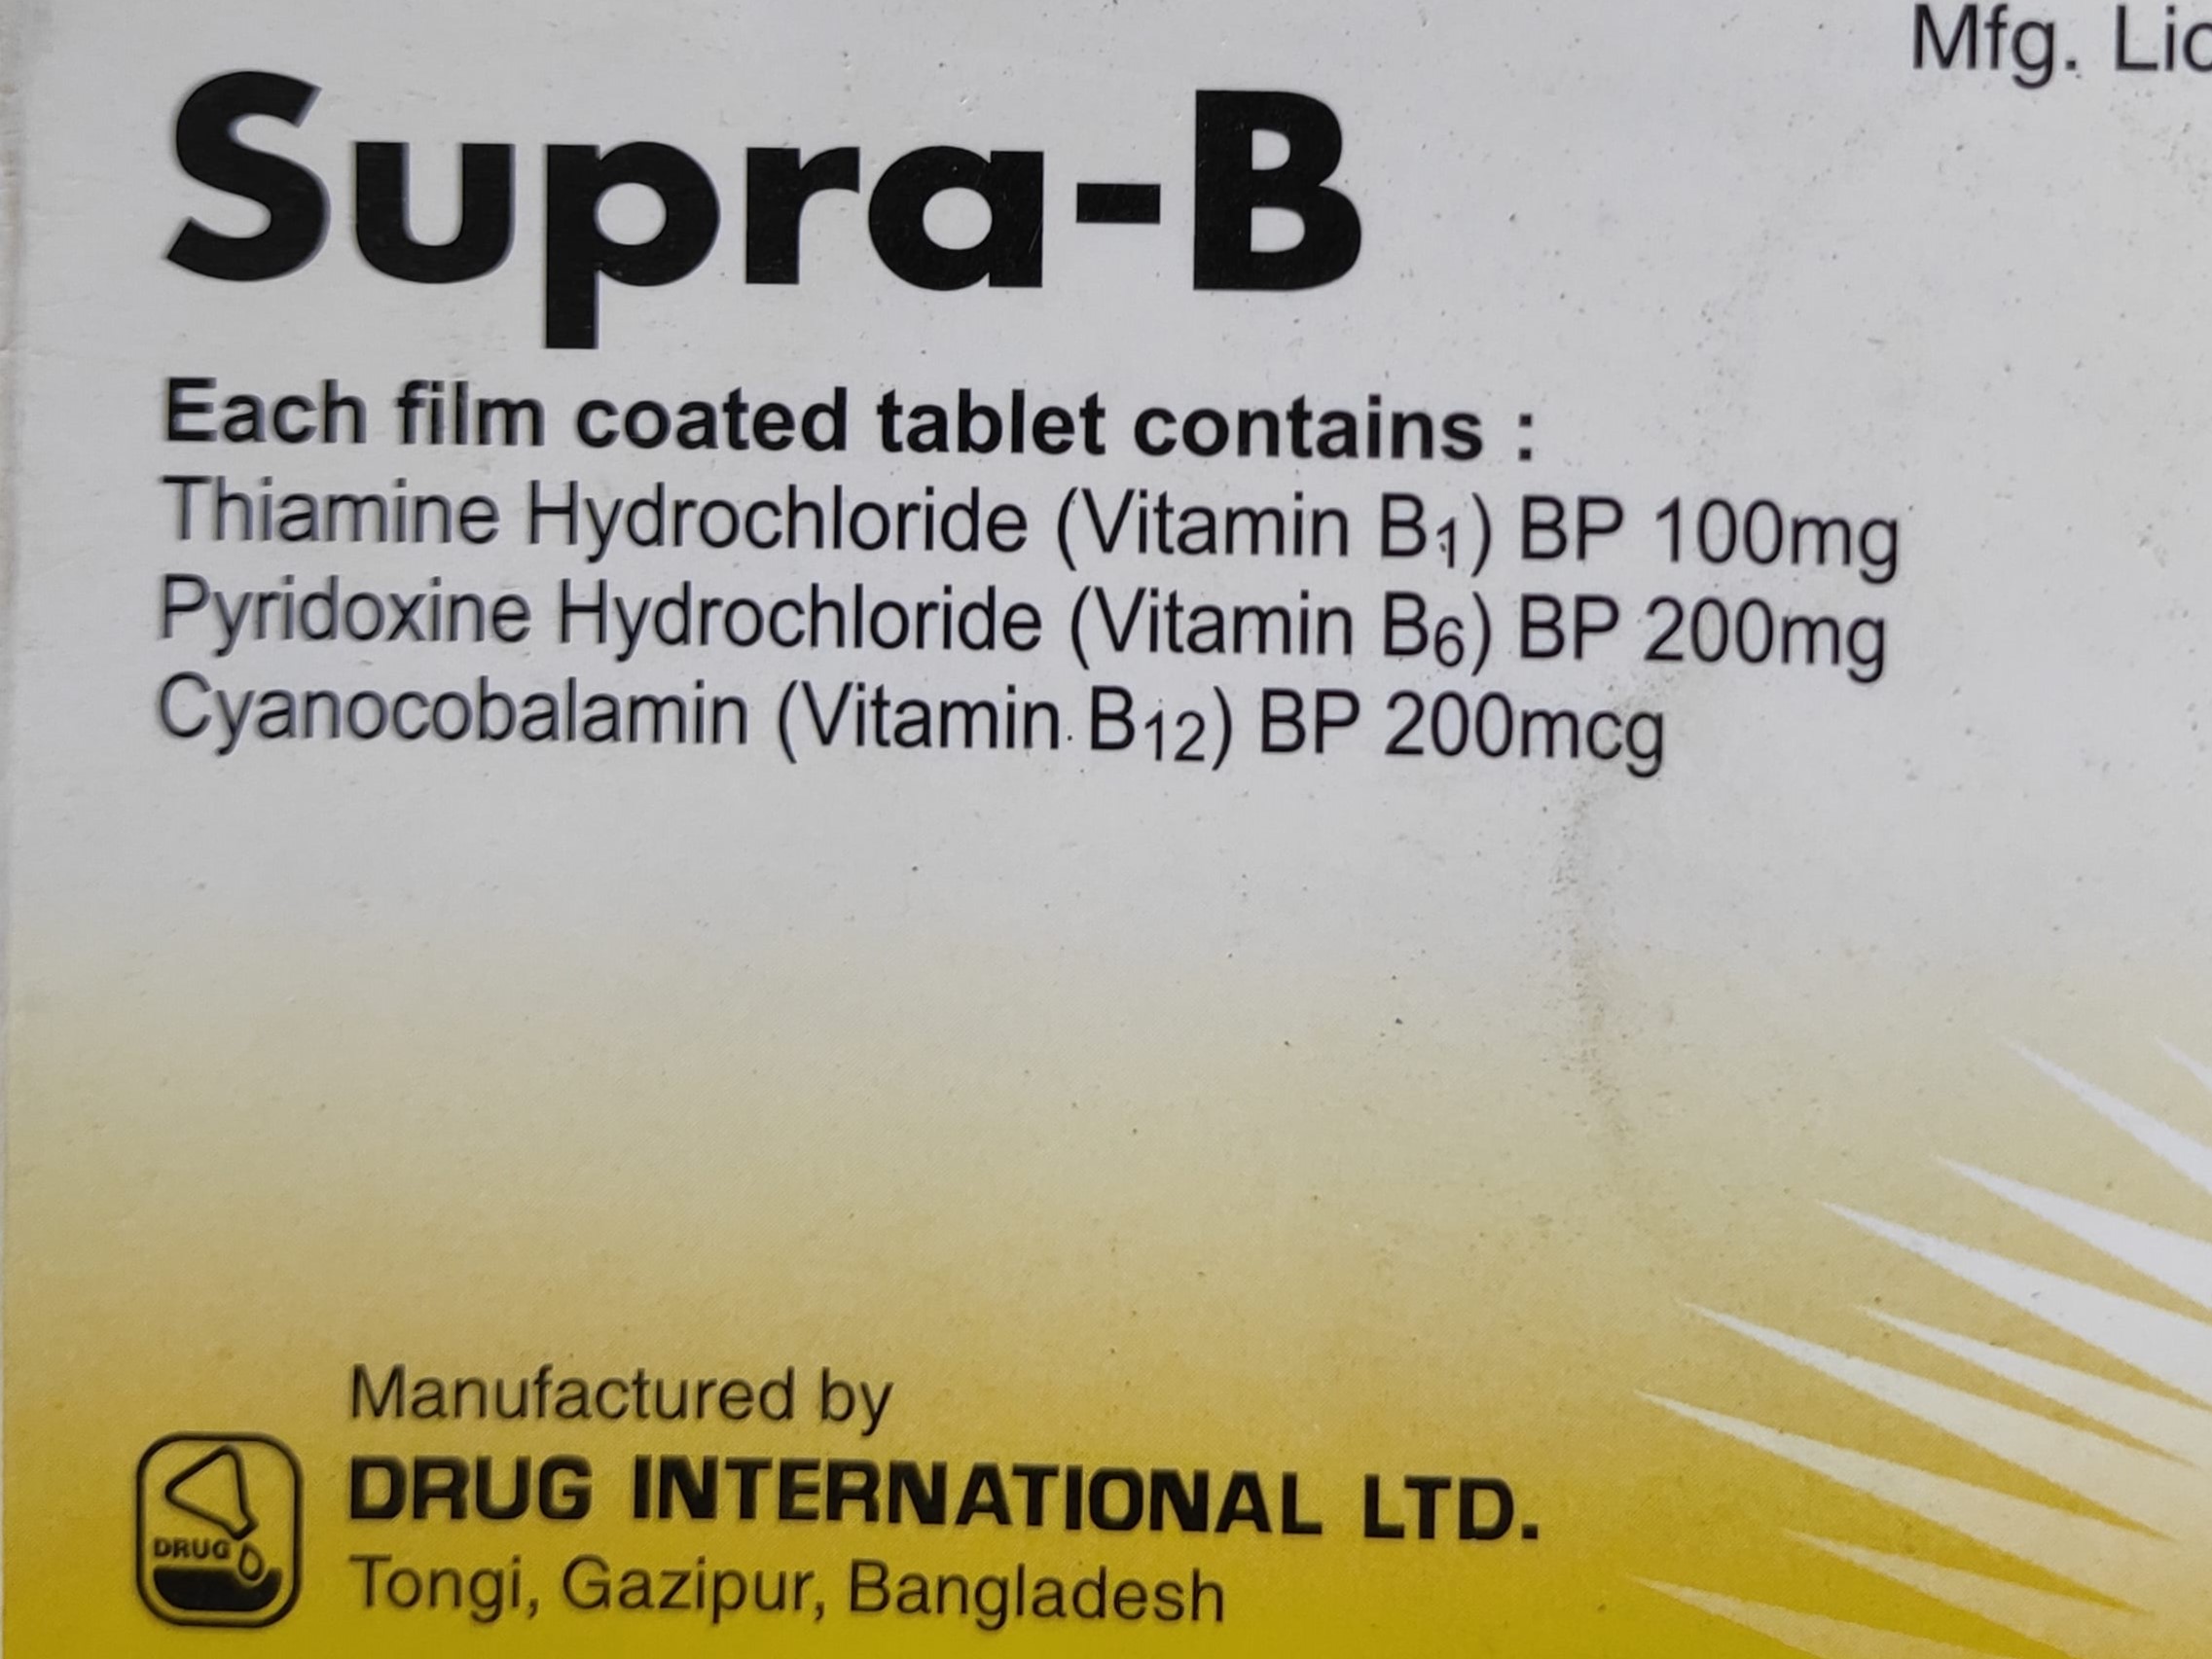 Mfg. Lic
Supra-B
Each film coated tablet contains :
Thiamine Hydrochloride (Vitamin B1) BP 100mg
Pyridoxine Hydrochloride (Vitamin B6) BP 200mg
Cyanocobalamin (Vitamin B12) BP 200mcg
Manufactured by
DRUG INTERNATIONAL LTD.
Tongi, Gazipur, Bangladesh
DRUG